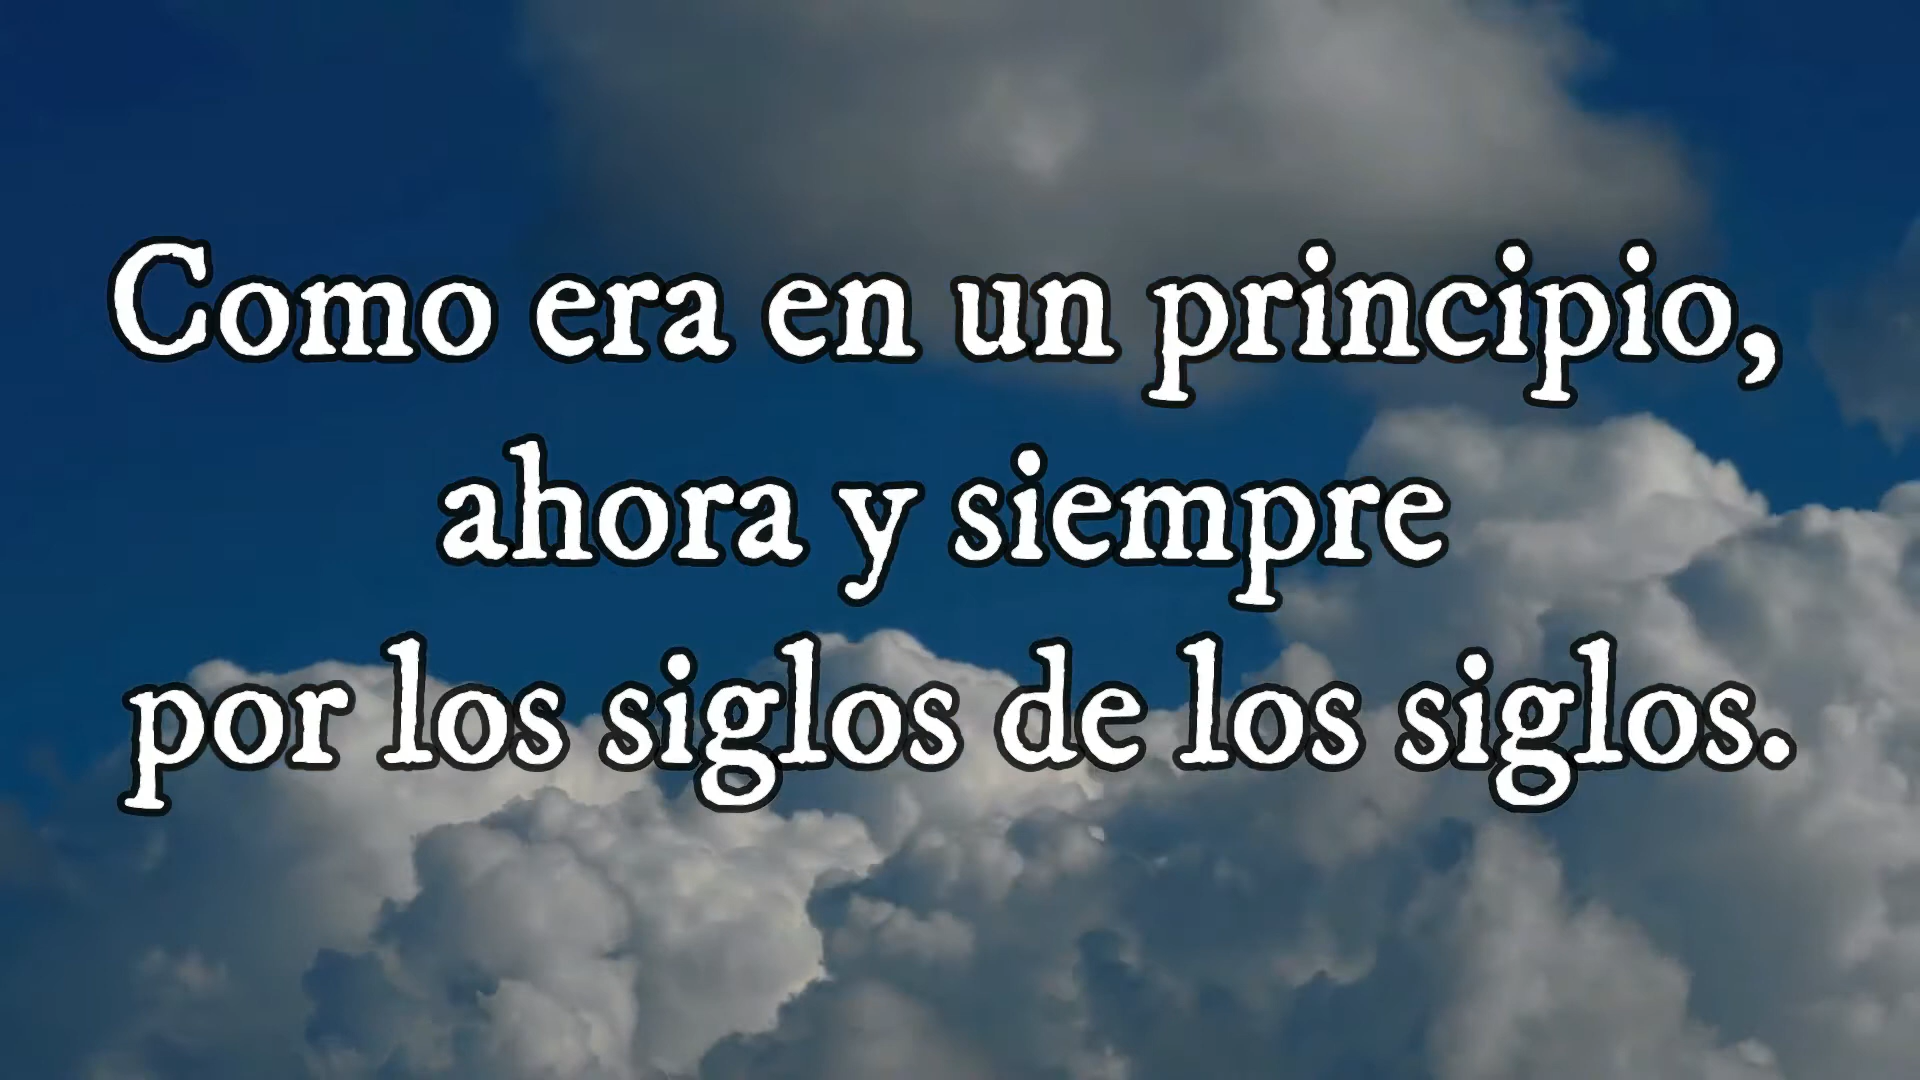 Como era en un principio,
ahora y siempre
por los siglos de los siglos.